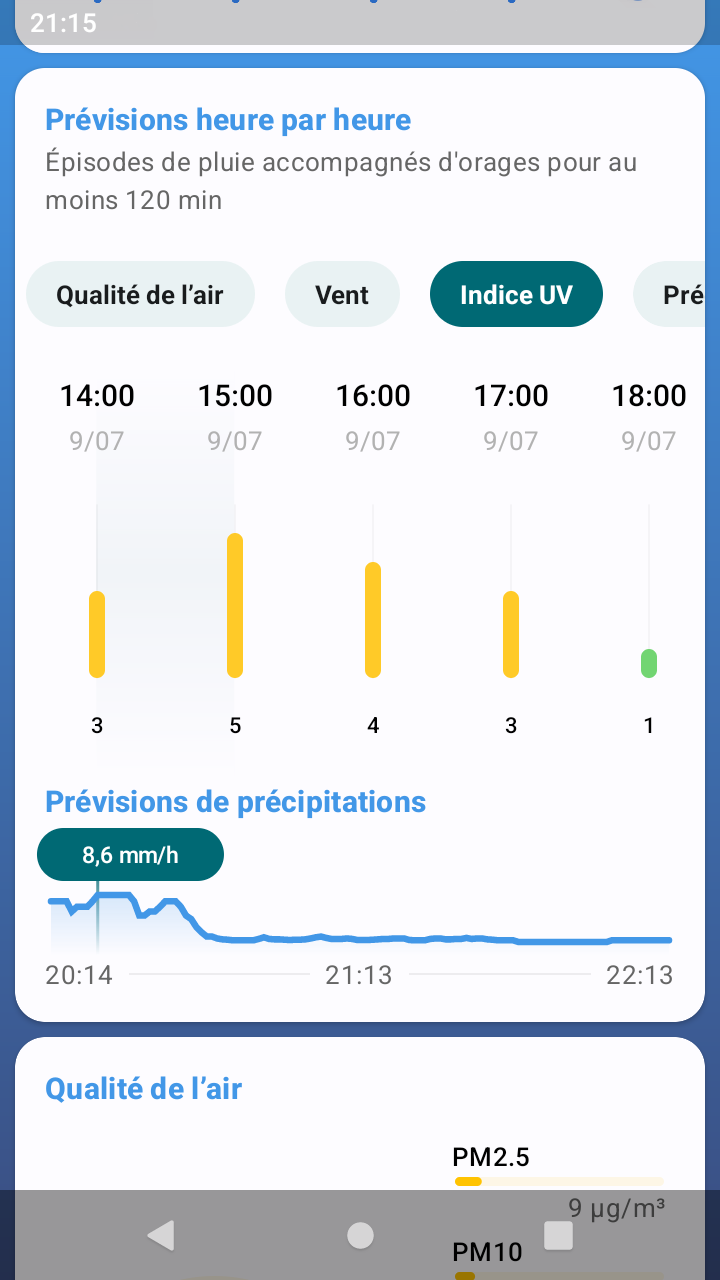 21:15
Prévisions heure par heure
Épisodes de pluie accompagnés d'orages pour au
moins 120 min
Qualité de l’air Vent Indice UV Pré
14:00 15:00 16:00 17:00 18:00
9/07 9/07 9/07 9/07 9/07
3 5 4 3 1
Prévisions de précipitations
8,6 mm/h
20:14 21:13 22:13
Qualité de l’air
PM2.5
9 µg/m³
PM10